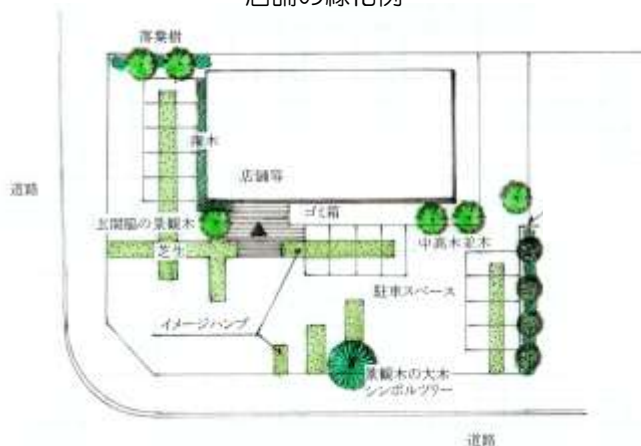 店舗の緑化例
落葉樹
灌木
店舗等
道路
ゴミ箱
玄関脇の景観木
中高木並木
芝生
駐車スペース
イメージハンプ
景観木の大木
シンボルツリー
道路